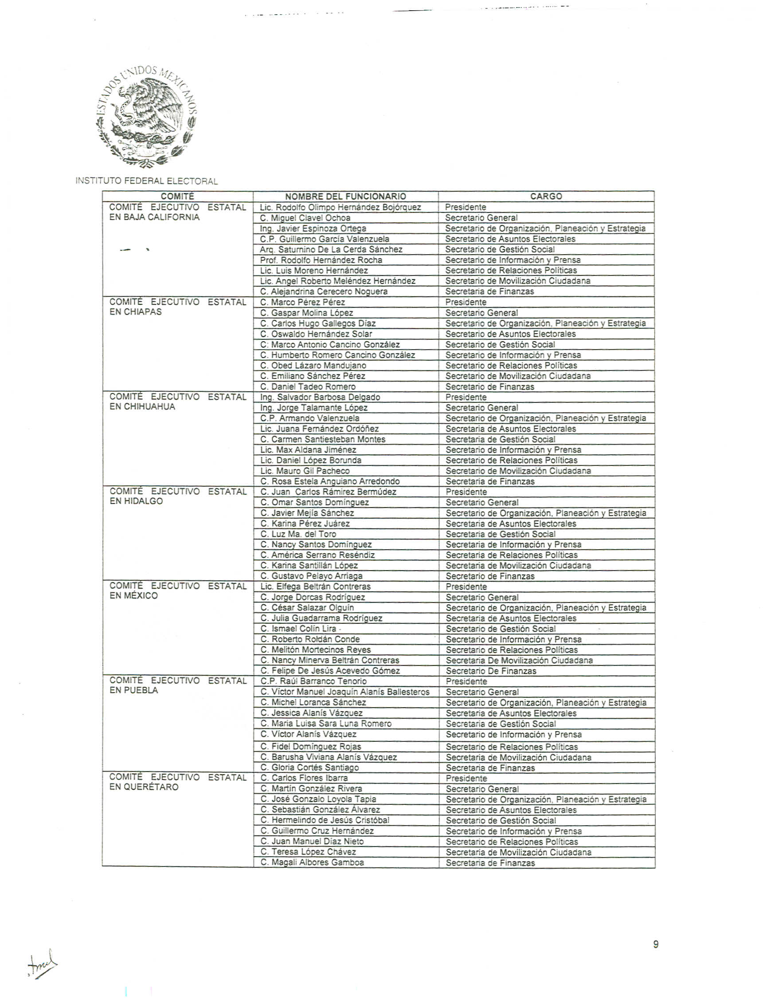 ESTADOS UNIDOS MEXICANOS
INSTITUTO FEDERAL ELECTORAL
COMITÉ NOMBRE DEL FUNCIONARIO CARGO
COMITÉ EJECUTIVO ESTATAL Lic. Rodolfo Olimpo Hernández Bojórquez Presidente
EN BAJA CALIFORNIA C. Miguel Clavel Ochoa Secretario General
Ing. Javier Espinoza Ortega Secretario de Organización, Planeación y Estrategia
C.P. Guillermo García Valenzuela Secretario de Asuntos Electorales
Arq. Saturnino De La Cerda Sánchez Secretario de Gestión Social
Prof. Rodolfo Hernández Rocha Secretario de Información y Prensa
Lic. Luis Moreno Hernández Secretario de Relaciones Políticas
Lic. Angel Roberto Meléndez Hernández Secretario de Movilización Ciudadana
C. Alejandrina Cerecero Noguera Secretaria de Finanzas
COMITÉ EJECUTIVO ESTATAL C. Marco Pérez Pérez Presidente
EN CHIAPAS C. Gaspar Molina López Secretario General
C. Carlos Hugo Gallegos Díaz Secretario de Organización, Planeación y Estrategia
C. Oswaldo Hernández Solar Secretario de Asuntos Electorales
C: Marco Antonio Cancino González Secretario de Gestión Social
C. Humberto Romero Cancino González Secretario de Información y Prensa
C. Obed Lázaro Mandujano Secretario de Relaciones Políticas
C. Emiliano Sánchez Pérez Secretario de Movilización Ciudadana
C. Daniel Tadeo Romero Secretario de Finanzas
COMITÉ EJECUTIVO ESTATAL Ing. Salvador Barbosa Delgado Presidente
EN CHIHUAHUA Ing. Jorge Talamante López Secretario General
C.P. Armando Valenzuela Secretario de Organización, Planeación y Estrategia
Lic. Juana Fernández Ordóñez Secretaria de Asuntos Electorales
C. Carmen Santiesteban Montes Secretaria de Gestión Social
Lic. Max Aldana Jiménez Secretario de Información y Prensa
Lic. Daniel López Borunda Secretario de Relaciones Políticas
Lic. Mauro Gil Pacheco Secretario de Movilización Ciudadana
C. Rosa Estela Anguiano Arredondo Secretaria de Finanzas
COMITÉ EJECUTIVO ESTATAL C. Juan Carlos Rámirez Bermúdez Presidente
EN HIDALGO C. Omar Santos Domínguez Secretario General
C. Javier Mejía Sánchez Secretario de Organización, Planeación y Estrategia
C. Karina Pérez Juárez Secretaria de Asuntos Electorales
C. Luz Ma. del Toro Secretaria de Gestión Social
C. Nancy Santos Domínguez Secretaria de Información y Prensa
C. América Serrano Reséndiz Secretaria de Relaciones Políticas
C. Karina Santillán López Secretaria de Movilización Ciudadana
C. Gustavo Pelayo Arriaga Secretario de Finanzas
COMITÉ EJECUTIVO ESTATAL Lic. Elfega Beltrán Contreras Presidente
EN MÉXICO C. Jorge Dorcas Rodríguez Secretario General
C. César Salazar Olguín Secretario de Organización, Planeación y Estrategia
C. Julia Guadarrama Rodríguez Secretaria de Asuntos Electorales
C. Ismael Colín Lira Secretario de Gestión Social
C. Roberto Roldán Conde Secretario de Información y Prensa
C. Melitón Mortecinos Reyes Secretario de Relaciones Políticas
C. Nancy Minerva Beltrán Contreras Secretaria De Movilización Ciudadana
C. Felipe De Jesús Acevedo Gómez Secretario De Finanzas
COMITÉ EJECUTIVO ESTATAL C.P. Raúl Barranco Tenorio Presidente
EN PUEBLA C. Víctor Manuel Joaquín Alanís Ballesteros Secretario General
C. Michel Loranca Sánchez Secretario de Organización, Planeación y Estrategia
C. Jessica Alanís Vázquez Secretaria de Asuntos Electorales
C. Maria Luisa Sara Luna Romero Secretaria de Gestión Social
C. Víctor Alanís Vázquez Secretario de Información y Prensa
C. Fidel Domínguez Rojas Secretario de Relaciones Políticas
C. Barusha Viviana Alanís Vázquez Secretaria de Movilización Ciudadana
C. Gloria Cortés Santiago Secretaria de Finanzas
COMITÉ EJECUTIVO ESTATAL C. Carlos Flores Ibarra Presidente
EN QUERÉTARO C. Martín González Rivera Secretario General
C. José Gonzalo Loyola Tapia Secretario de Organización, Planeación y Estrategia
C. Sebastián González Álvarez Secretario de Asuntos Electorales
C. Hermelindo de Jesús Cristóbal Secretario de Gestión Social
C. Guillermo Cruz Hernández Secretario de Información y Prensa
C. Juan Manuel Díaz Nieto Secretario de Relaciones Políticas
C. Teresa López Chávez Secretaria de Movilización Ciudadana
C. Magali Albores Gamboa Secretaria de Finanzas
9